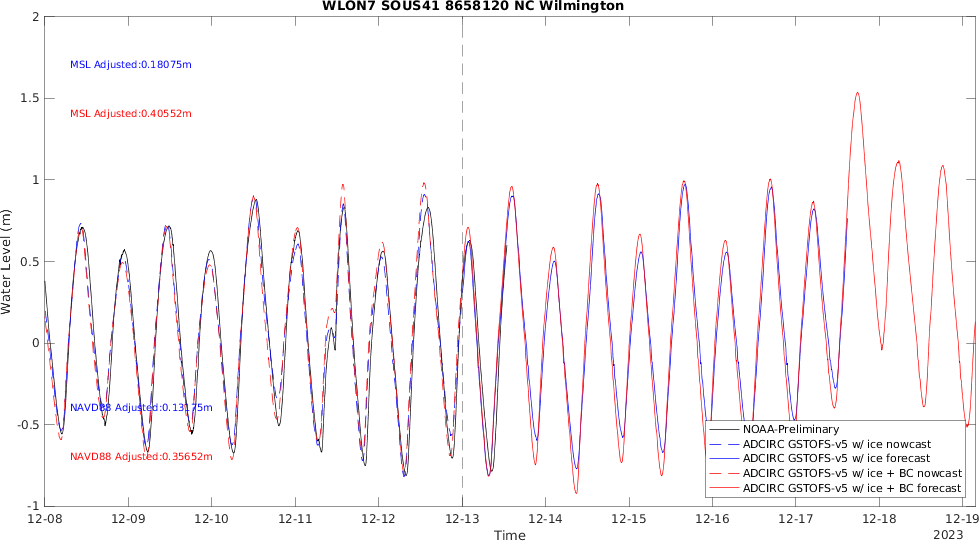 WLON7 SOUS41 8658120 NC Wilmington
2
1.5
1
0.5
0
-0.5
-1
Water Level (m)
MSL Adjusted:0.18075m
MSL Adjusted:0.40552m
NAVD88 Adjusted:0.13175m
NAVD88 Adjusted:0.35652m
NOAA-Preliminary
ADCIRC GSTOFS-v5 w/ ice nowcast
ADCIRC GSTOFS-v5 w/ ice forecast
ADCIRC GSTOFS-v5 w/ ice + BC nowcast
ADCIRC GSTOFS-v5 w/ ice + BC forecast
12-08 12-09 12-10 12-11 12-12 12-13 12-14 12-15 12-16 12-17 12-18 12-19
Time
2023